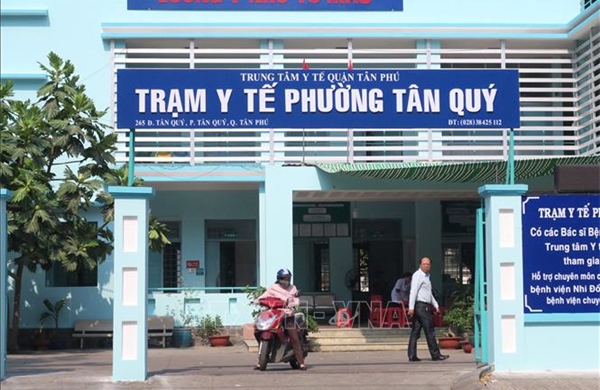 TRUNG TÂM Y TẾ QUẬN TÂN PHÚ
TRẠM Y TẾ PHƯỜNG TÂN QUÝ
265 Đ. TÂN QUÝ, P. TÂN QUÝ, Q. TÂN PHÚ
ĐT: (028) 38 425 112
TRẠM Y TẾ PHƯ
Có các Bác sĩ Bệ
Trung tâm Y t
tham gia
Hỗ trợ chuyên môn c
bệnh viện Nhi Đồ
bệnh viện chuy